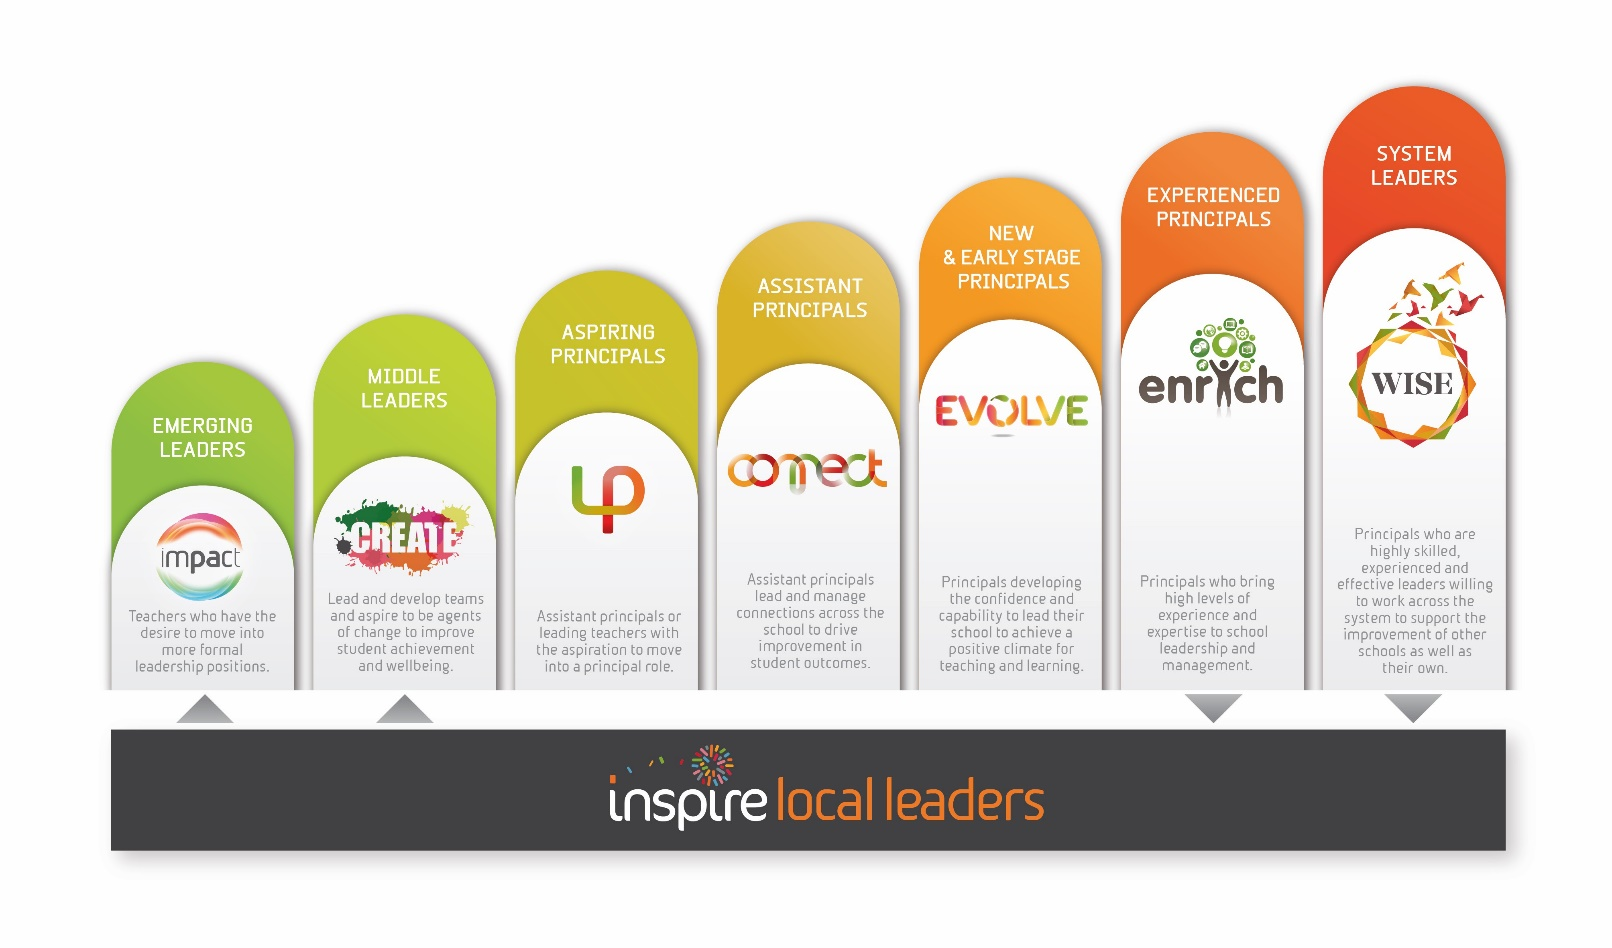 EMERGING
LEADERS
impact
Teachers who have the
desire to move into
more formal
leadership positions.
MIDDLE
LEADERS
CREATE
Lead and develop teams
and aspire to be agents
of change to improve
student achievement
and wellbeing.
ASPIRING
PRINCIPALS
Assistant principals or
leading teachers with
the aspiration to move
into a principal role.
ASSISTANT
PRINCIPALS
connect
Assistant principals
lead and manage
connections across the
school to drive
improvement in
student outcomes.
NEW
& EARLY STAGE
PRINCIPALS
EVOLVE
Principals developing
the confidence and
capability to lead their
school to achieve a
positive climate for
teaching and learning.
EXPERIENCED
PRINCIPALS
enrich
Principals who bring
high levels of
experience and
expertise to school
leadership and
management.
SYSTEM
LEADERS
WISE
Principals who are
highly skilled,
experienced and
effective leaders willing
to work across the
system to support the
improvement of other
schools as well as
their own.
inspire local leaders